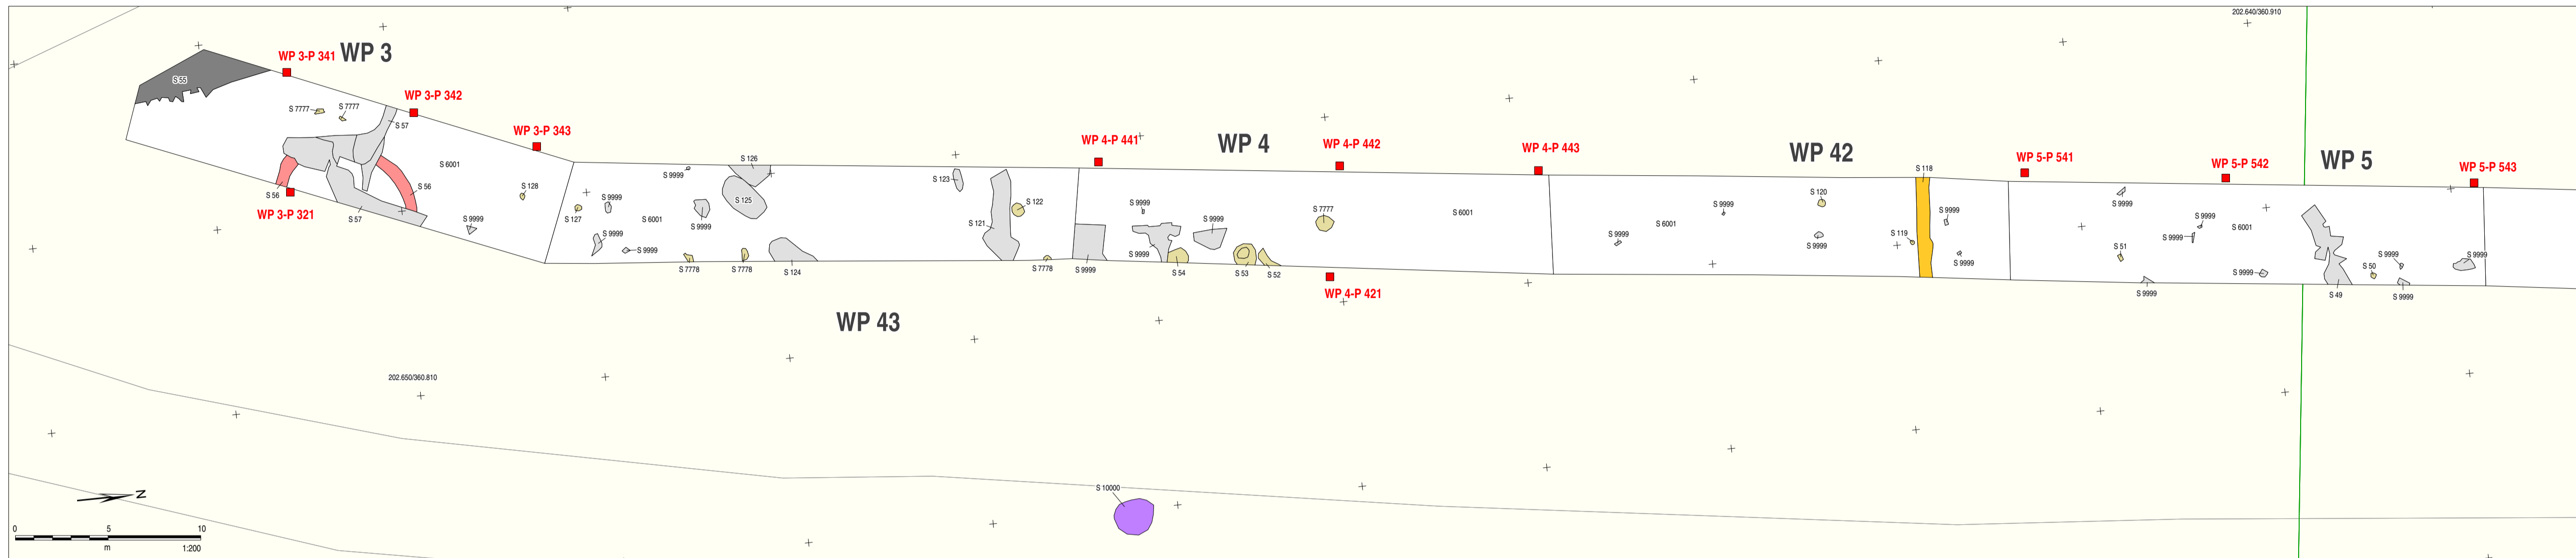 202.640/360.910
WP 3
WP 3-P 341
S 55
WP 3-P 342
S 7777
S 7777
S 57
WP 3-P 343
S 6001
S 56
S 56
WP 3-P 321
S 57
S 9999
S 128
S 127
S 9999
S 9999
S 9999
S 6001
S 9999
S 9999
S 126
S 125
S 7778
S 7778
S 124
S 123
S 121
S 122
S 7778
WP 43
WP 4-P 441
WP 4
WP 4-P 442
WP 4-P 443
S 9999
S 9999
S 9999
S 9999
S 54
S 53
S 52
S 7777
S 6001
WP 4-P 421
WP 42
S 118
S 9999
S 6001
S 9999
S 120
S 9999
S 119
S 9999
S 9999
WP 5-P 541
WP 5-P 542
WP 5
WP 5-P 543
S 9999
S 9999
S 9999
S 6001
S 51
S 9999
S 9999
S 49
S 50
S 9999
S 9999
S 9999
202.650/360.810
S 10000
N
0 5 10
m 1:200